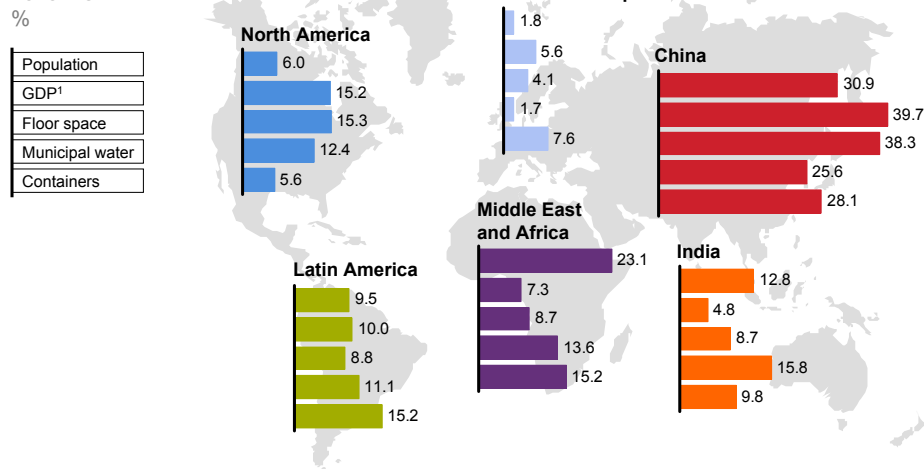 %
Population
GDP¹
Floor space
Municipal water
Containers
North America
6.0
15.2
15.3
12.4
5.6
1.8
5.6
4.1
1.7
7.6
China
30.9
39.7
38.3
25.6
28.1
Middle East
and Africa
23.1
7.3
8.7
13.6
15.2
Latin America
9.5
10.0
8.8
11.1
15.2
India
12.8
4.8
8.7
15.8
9.8